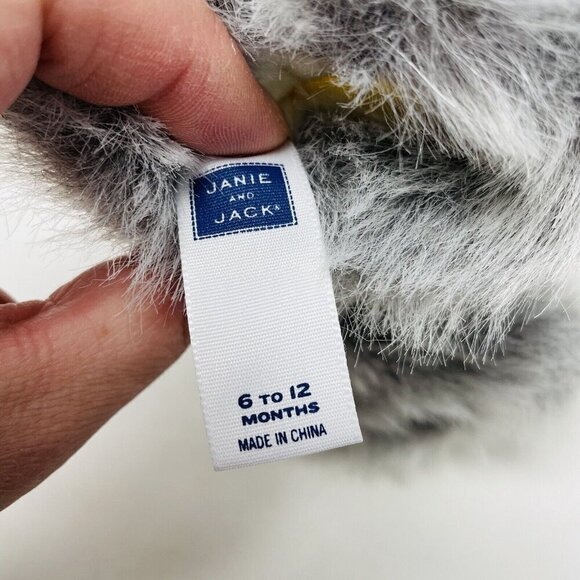 JANIE
AND
JACK
6 TO 12
MONTHS
MADE IN CHINA